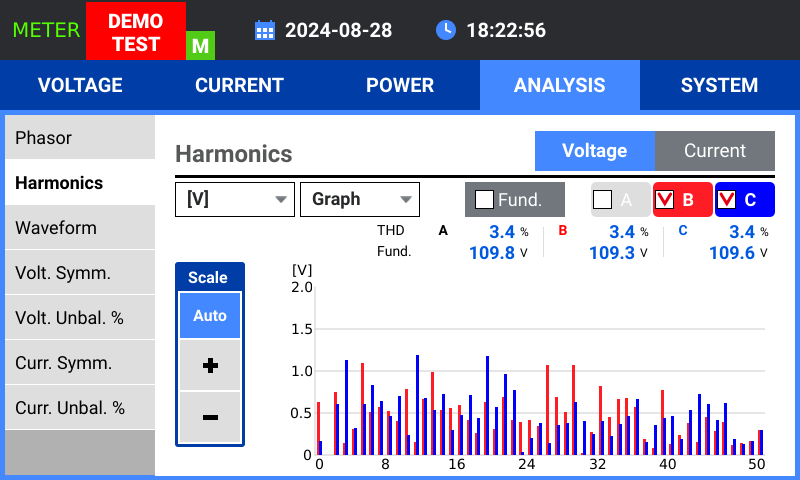 METER DEMO TEST M 2024-08-28 18:22:56
VOLTAGE CURRENT POWER ANALYSIS SYSTEM
Phasor
Harmonics
Waveform
Volt. Symm.
Volt. Unbal. %
Curr. Symm.
Curr. Unbal. %
Harmonics Voltage Current
[V] Graph Fund. A B C
THD A 3.4 % B 3.4 % C 3.4 %
Fund. 109.8 V 109.3 V 109.6 V
Scale
Auto
+
−
[V]
2.0
1.5
1.0
0.5
0
0 8 16 24 32 40 50